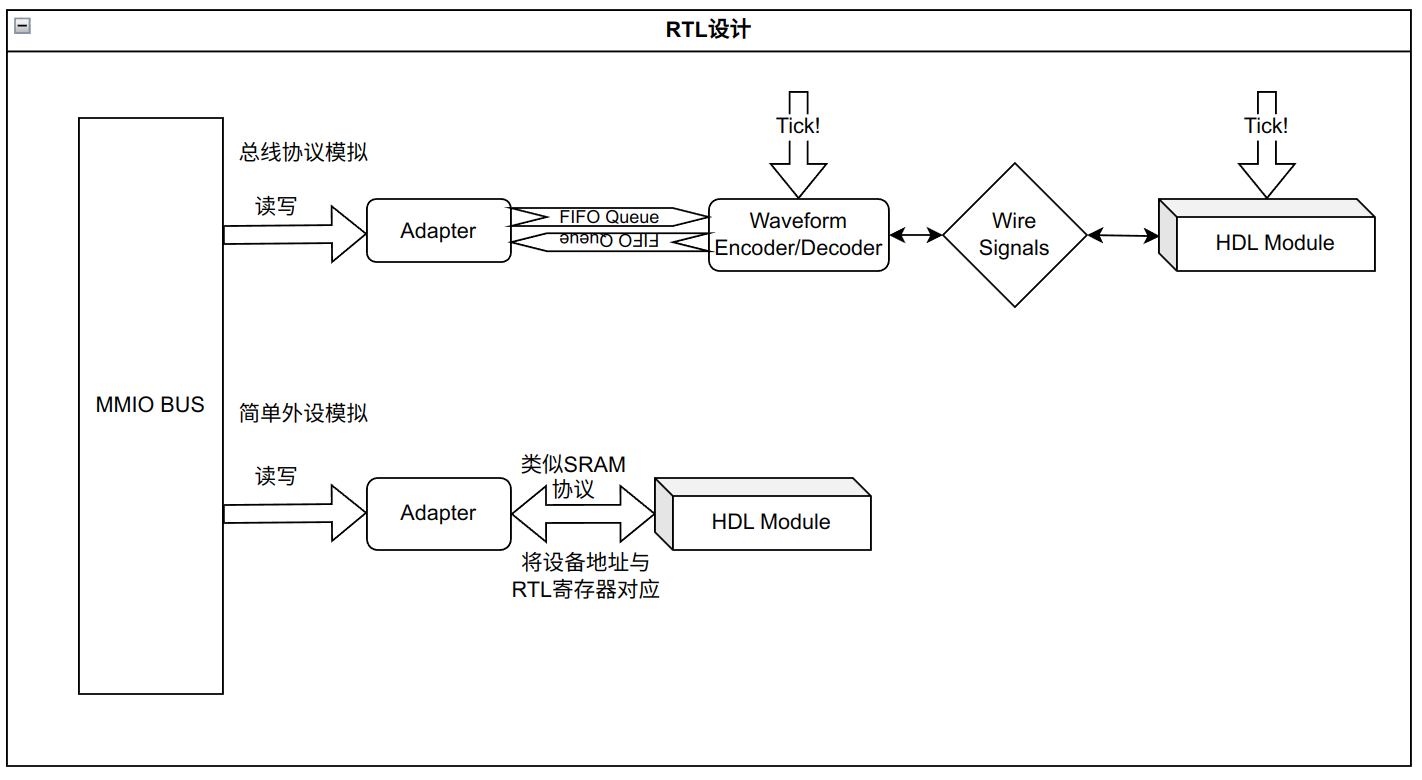 RTL设计
Tick!
Tick!
总线协议模拟
读写
Adapter
FIFO Queue
FIFO Queue
Waveform
Encoder/Decoder
Wire
Signals
HDL Module
MMIO BUS
简单外设模拟
读写
Adapter
类似SRAM
协议
HDL Module
将设备地址与
RTL寄存器对应